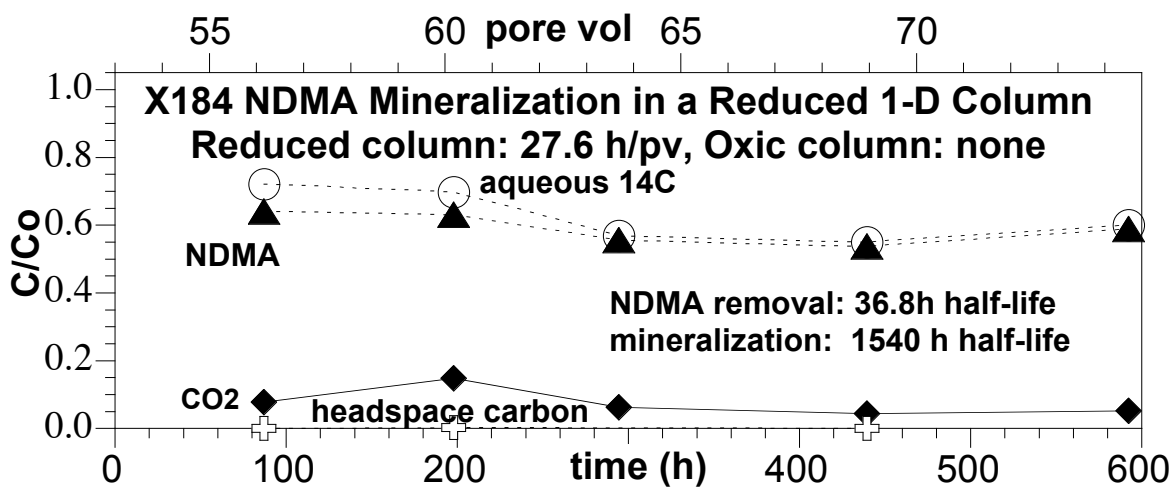 55 60 pore vol 65 70
X184 NDMA Mineralization in a Reduced 1-D Column
Reduced column: 27.6 h/pv, Oxic column: none
1.0
0.8
aqueous 14C
0.6
NDMA
C/Co
0.4
NDMA removal: 36.8h half-life
mineralization: 1540 h half-life
0.2
CO2
headspace carbon
0.0
0 100 200 time (h) 400 500 600